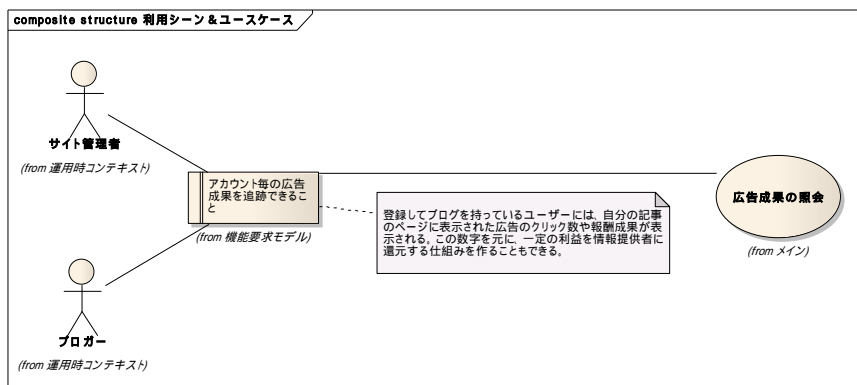 composite structure 利用シーン＆ユースケース
サイト管理者
(from 運用時コンテキスト)
アカウント毎の広告
成果を追跡できるこ
と
(from 機能要求モデル)
登録してブログを持っているユーザーには、自分の記事
のページに表示された広告のクリック数や報酬成果が表
示される。この数字を元に、一定の利益を情報提供者に
還元する仕組みを作ることもできる。
広告成果の照会
(from メイン)
ブロガー
(from 運用時コンテキスト)